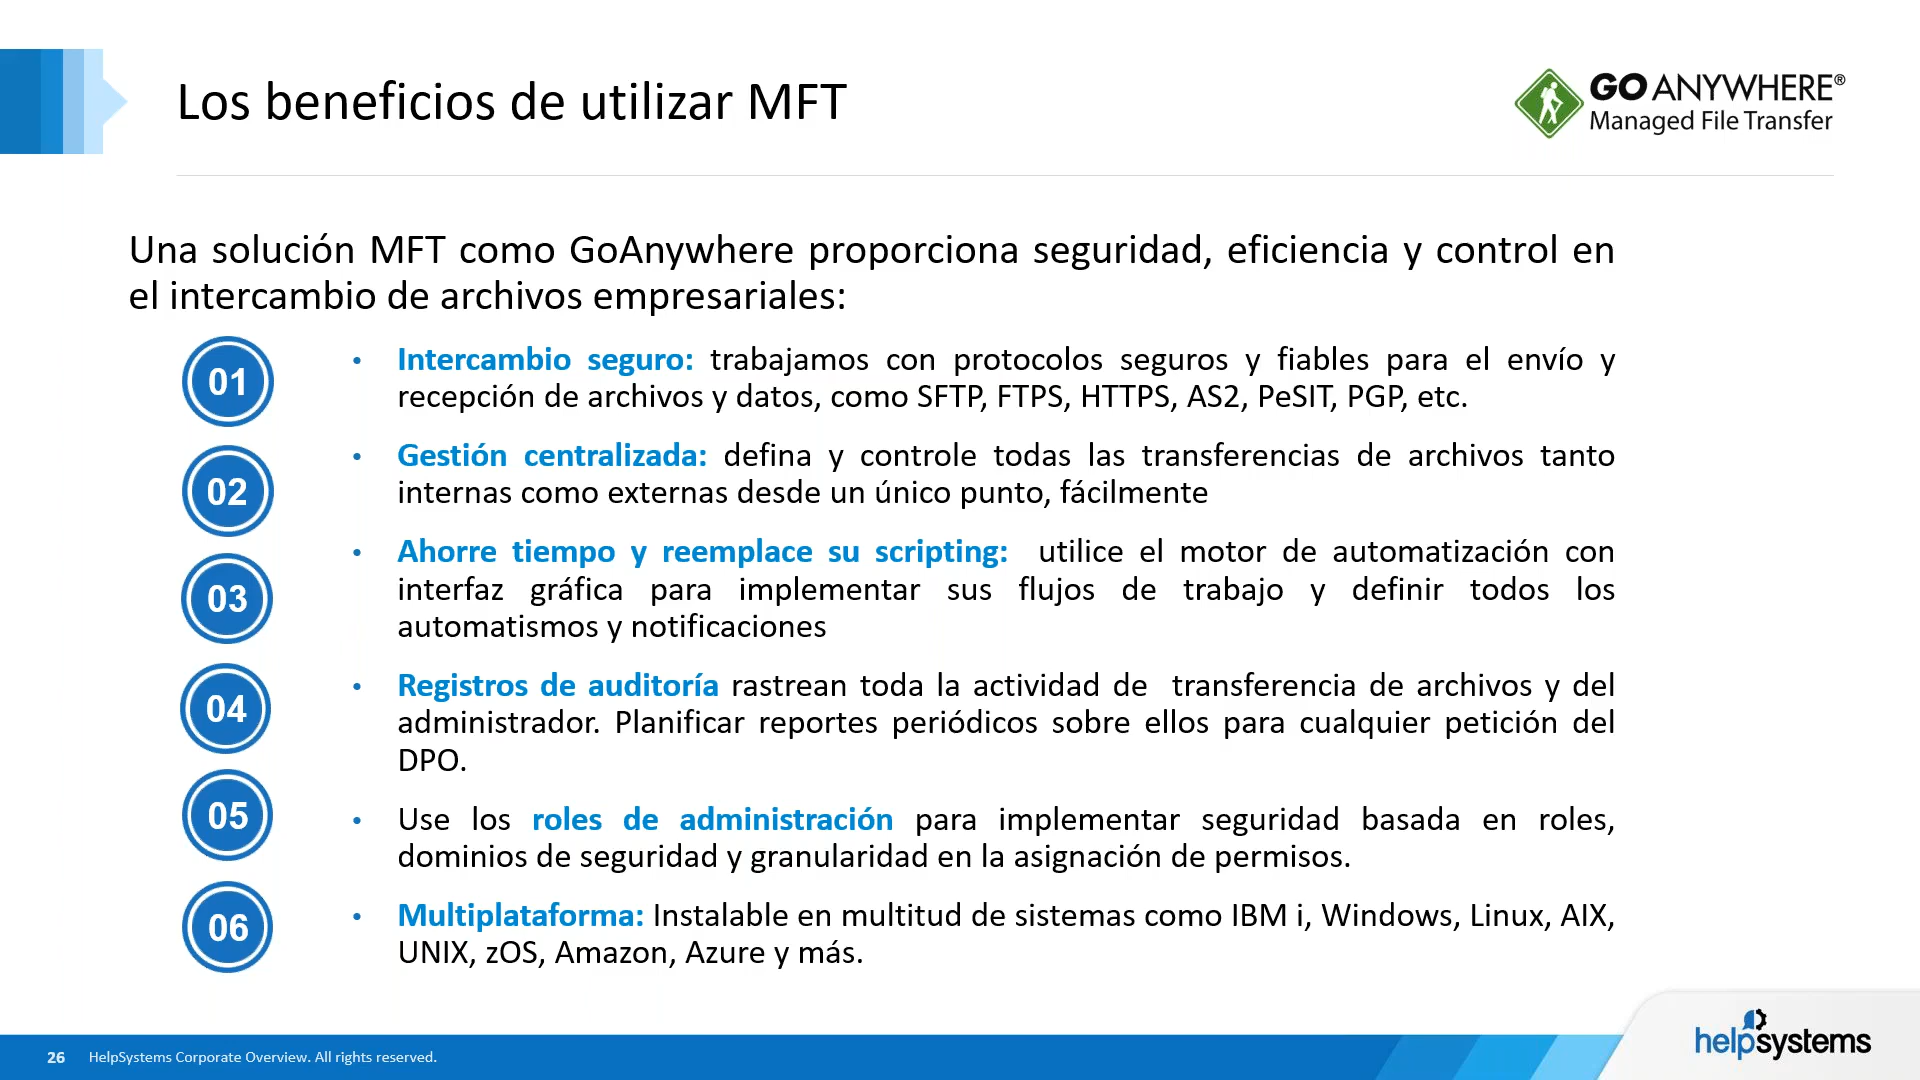 Los beneficios de utilizar MFT
GO ANYWHERE®
Managed File Transfer
Una solución MFT como GoAnywhere proporciona seguridad, eficiencia y control en
el intercambio de archivos empresariales:
01
• Intercambio seguro: trabajamos con protocolos seguros y fiables para el envío y
recepción de archivos y datos, como SFTP, FTPS, HTTPS, AS2, PeSIT, PGP, etc.
02
• Gestión centralizada: defina y controle todas las transferencias de archivos tanto
internas como externas desde un único punto, fácilmente
03
• Ahorre tiempo y reemplace su scripting: utilice el motor de automatización con
interfaz gráfica para implementar sus flujos de trabajo y definir todos los
automatismos y notificaciones
04
• Registros de auditoría rastrean toda la actividad de transferencia de archivos y del
administrador. Planificar reportes periódicos sobre ellos para cualquier petición del
DPO.
05
• Use los roles de administración para implementar seguridad basada en roles,
dominios de seguridad y granularidad en la asignación de permisos.
06
• Multiplataforma: Instalable en multitud de sistemas como IBM i, Windows, Linux, AIX,
UNIX, zOS, Amazon, Azure y más.
26 HelpSystems Corporate Overview. All rights reserved.
helpsystems